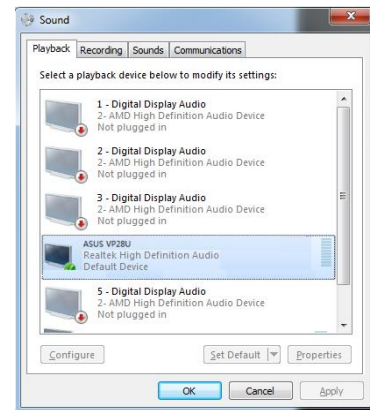 Sound
Playback Recording Sounds Communications
Select a playback device below to modify its settings:
1 - Digital Display Audio
2- AMD High Definition Audio Device
Not plugged in
2 - Digital Display Audio
2- AMD High Definition Audio Device
Not plugged in
3 - Digital Display Audio
2- AMD High Definition Audio Device
Not plugged in
ASUS VP28U
Realtek High Definition Audio
Default Device
5 - Digital Display Audio
2- AMD High Definition Audio Device
Not plugged in
Configure Set Default Properties
OK Cancel Apply